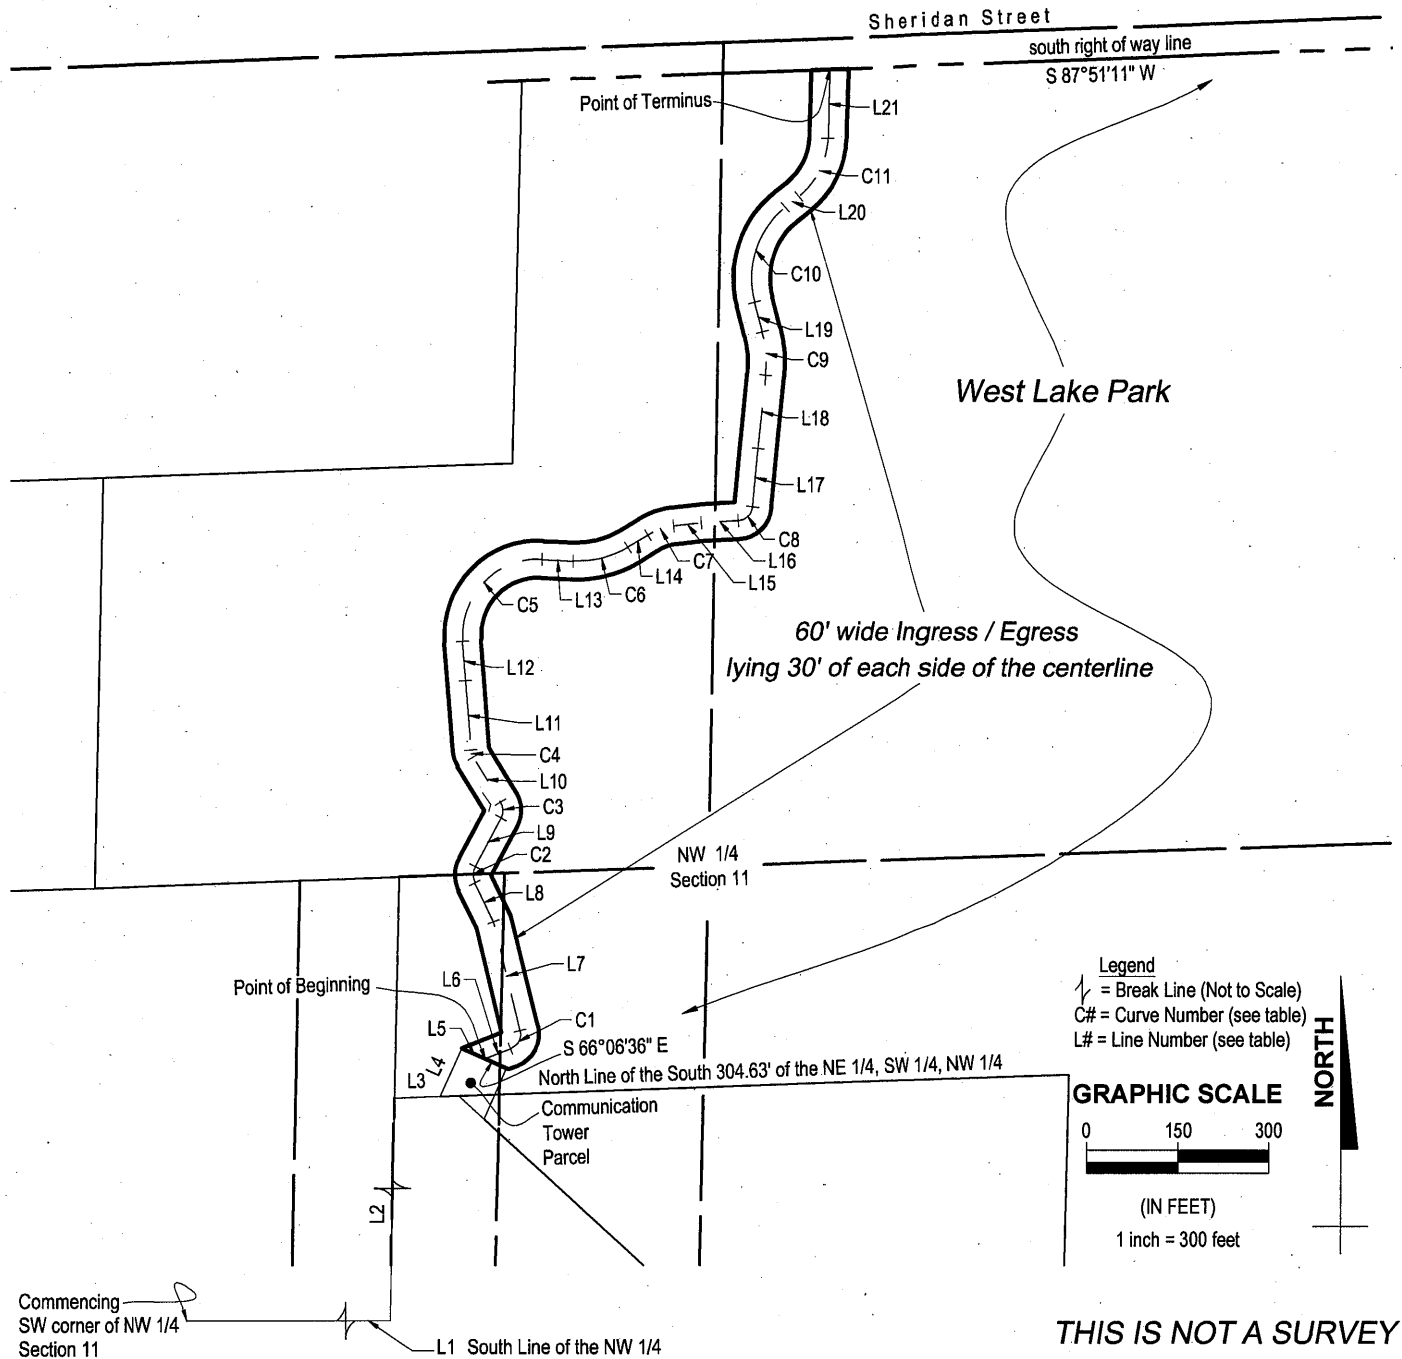 Sheridan Street
south right of way line
S 87°51'11" W
Point of Terminus
L21
C11
L20
C10
L19
C9
West Lake Park
L18
L17
C8
L16
C7
L15
L14
C6
L13
C5
60' wide Ingress / Egress
lying 30' of each side of the centerline
L12
L11
C4
L10
C3
L9
C2
NW 1/4
Section 11
L8
L7
L6
Point of Beginning
L5
C1
L4
L3
S 66°06'36" E
North Line of the South 304.63' of the NE 1/4, SW 1/4, NW 1/4
Communication
Tower
Parcel
Legend
= Break Line (Not to Scale)
C# = Curve Number (see table)
L# = Line Number (see table)
NORTH
GRAPHIC SCALE
0 150 300
(IN FEET)
1 inch = 300 feet
L2
Commencing
SW corner of NW 1/4
Section 11
L1 South Line of the NW 1/4
THIS IS NOT A SURVEY